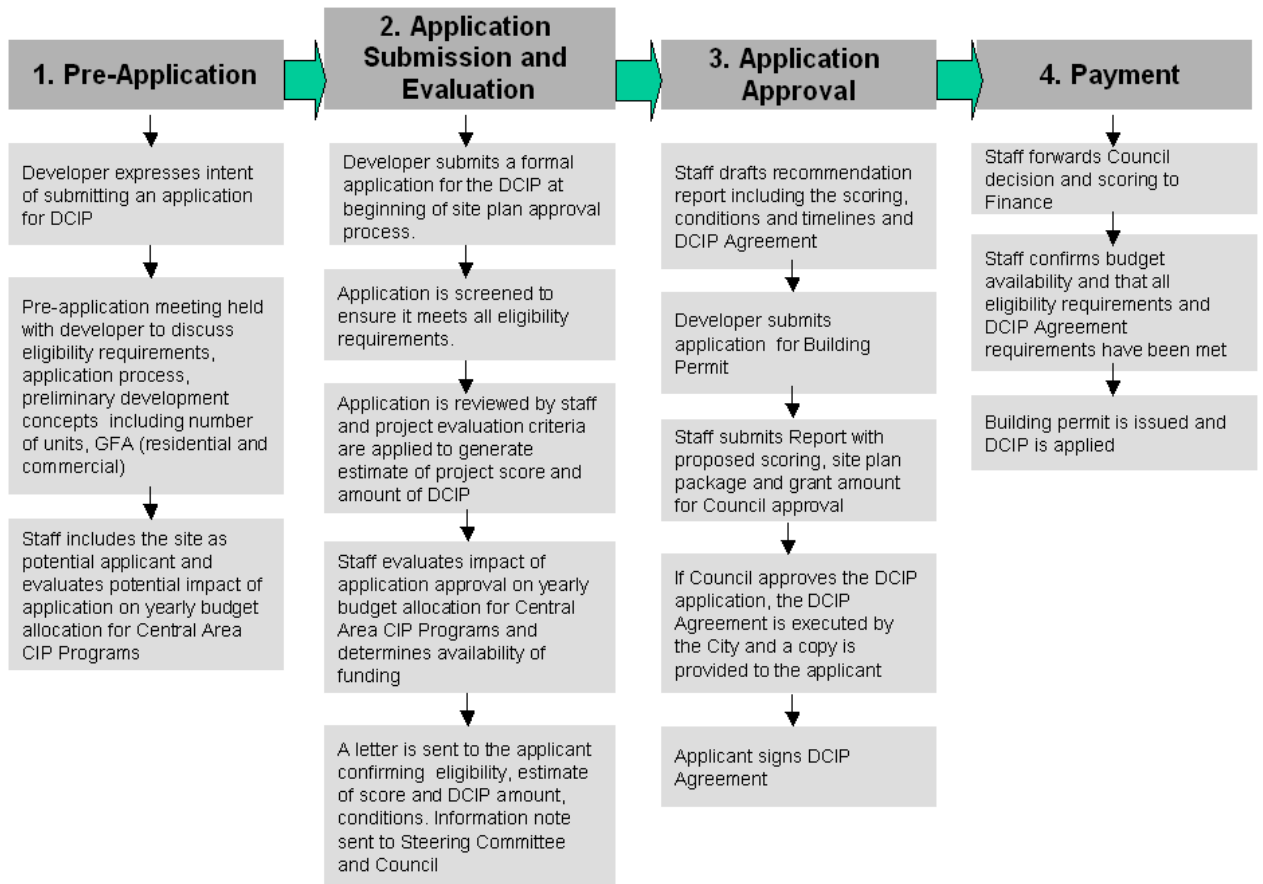 1. Pre-Application
Developer expresses intent
of submitting an application
for DCIP
Pre-application meeting held
with developer to discuss
eligibility requirements,
application process,
preliminary development
concepts including number
of units, GFA (residential and
commercial)
Staff includes the site as
potential applicant and
evaluates potential impact of
application on yearly budget
allocation for Central Area
CIP Programs
2. Application
Submission and
Evaluation
Developer submits a formal
application for the DCIP at
beginning of site plan approval
process.
Application is screened to
ensure it meets all eligibility
requirements.
Application is reviewed by staff
and project evaluation criteria
are applied to generate
estimate of project score and
amount of DCIP
Staff evaluates impact of
application approval on yearly
budget allocation for Central
Area CIP Programs and
determines availability of
funding
A letter is sent to the applicant
confirming eligibility, estimate
of score and DCIP amount,
conditions. Information note
sent to Steering Committee
and Council
3. Application
Approval
Staff drafts recommendation
report including the scoring,
conditions and timelines and
DCIP Agreement
Developer submits
application for Building
Permit
Staff submits Report with
proposed scoring, site plan
package and grant amount
for Council approval
If Council approves the DCIP
application, the DCIP
Agreement is executed by
the City and a copy is
provided to the applicant
Applicant signs DCIP
Agreement
4. Payment
Staff forwards Council
decision and scoring to
Finance
Staff confirms budget
availability and that all
eligibility requirements and
DCIP Agreement
requirements have been met
Building permit is issued and
DCIP is applied